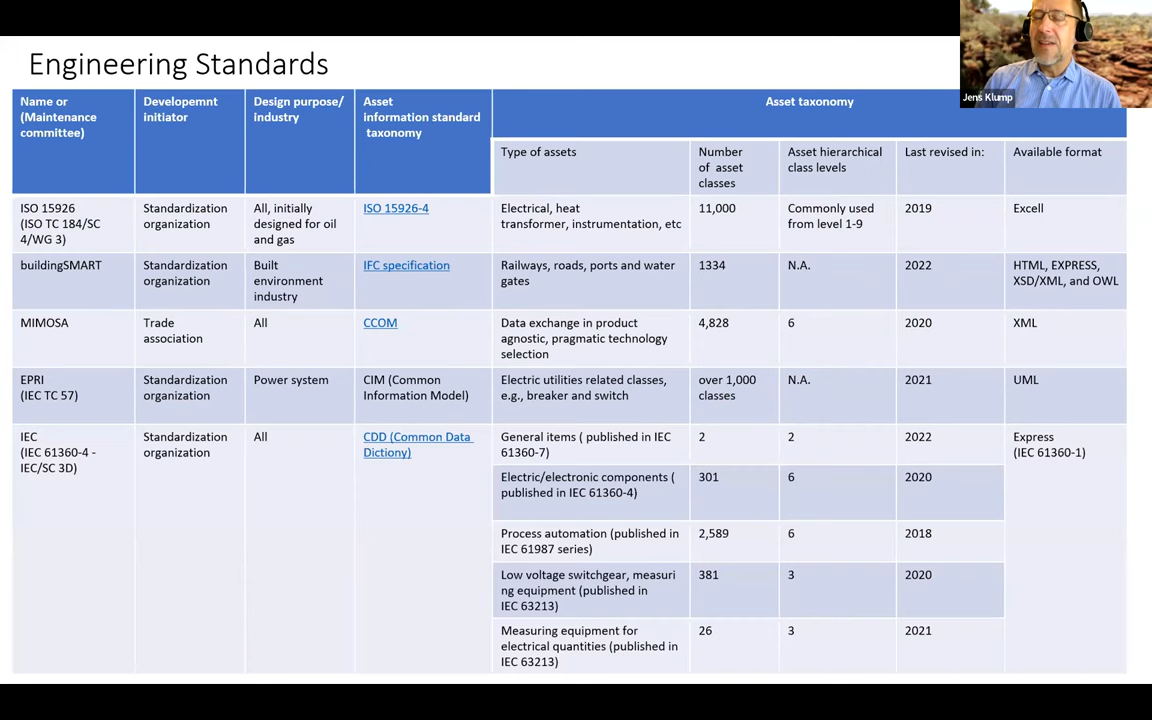 Engineering Standards
Jens Klump
Name or
(Maintenance
committee)
Developemnt
initiator
Design purpose/
industry
Asset
information standard
taxonomy
Asset taxonomy
Type of assets
Number
of asset
classes
Asset hierarchical
class levels
Last revised in:
Available format
ISO 15926
(ISO TC 184/SC
4/WG 3)
Standardization
organization
All, initially
designed for oil
and gas
ISO 15926-4
Electrical, heat
transformer, instrumentation, etc
11,000
Commonly used
from level 1-9
2019
Excell
buildingSMART
Standardization
organization
Built
environment
industry
IFC specification
Railways, roads, ports and water
gates
1334
N.A.
2022
HTML, EXPRESS,
XSD/XML, and OWL
MIMOSA
Trade
association
All
CCOM
Data exchange in product
agnostic, pragmatic technology
selection
4,828
6
2020
XML
EPRI
(IEC TC 57)
Standardization
organization
Power system
CIM (Common
Information Model)
Electric utilities related classes,
e.g., breaker and switch
over 1,000
classes
N.A.
2021
UML
IEC
(IEC 61360-4 -
IEC/SC 3D)
Standardization
organization
All
CDD (Common Data
Dictiony)
General items ( published in IEC
61360-7)
2
2
2022
Express
(IEC 61360-1)
Electric/electronic components (
published in IEC 61360-4)
301
6
2020
Process automation (published in
IEC 61987 series)
2,589
6
2018
Low voltage switchgear, measuri
ng equipment (published in
IEC 63213)
381
3
2020
Measuring equipment for
electrical quantities (published in
IEC 63213)
26
3
2021